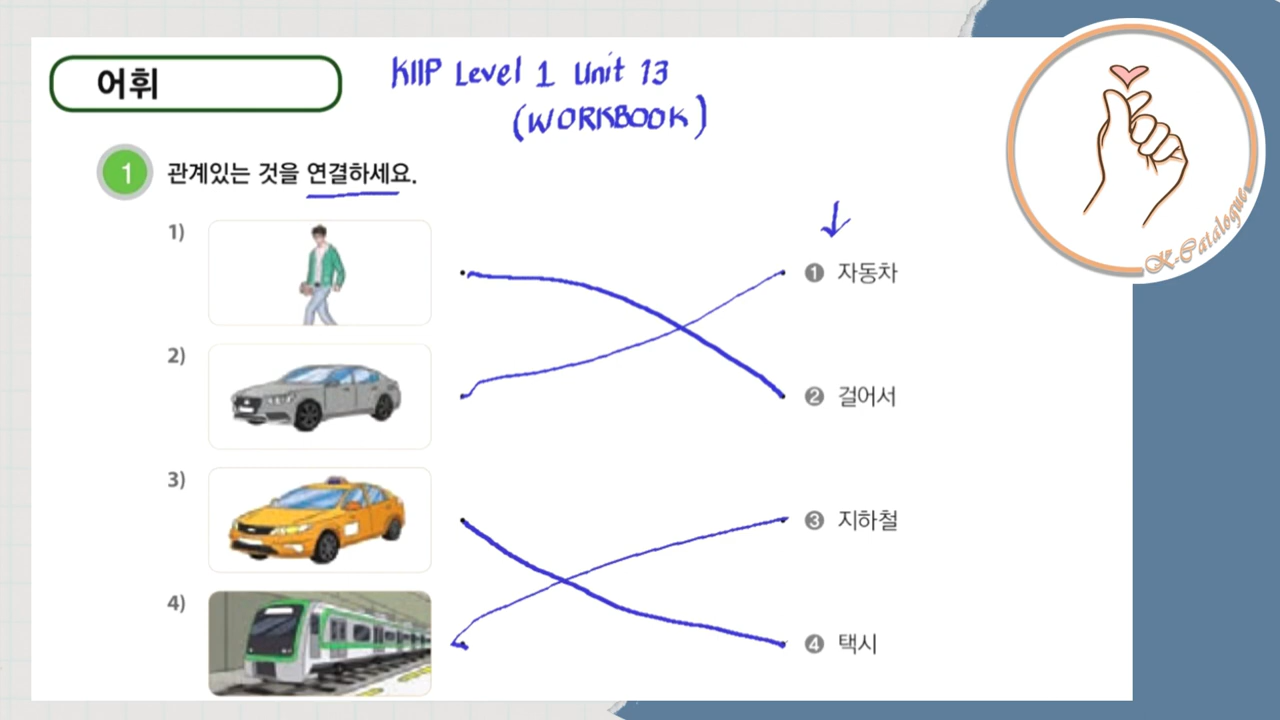 어휘
KIIP Level 1 Unit 13
(WORKBOOK)
1 관계있는 것을 연결하세요.
1)
❶ 자동차
2)
❷ 걸어서
3)
❸ 지하철
4)
❹ 택시
K-Catalogue